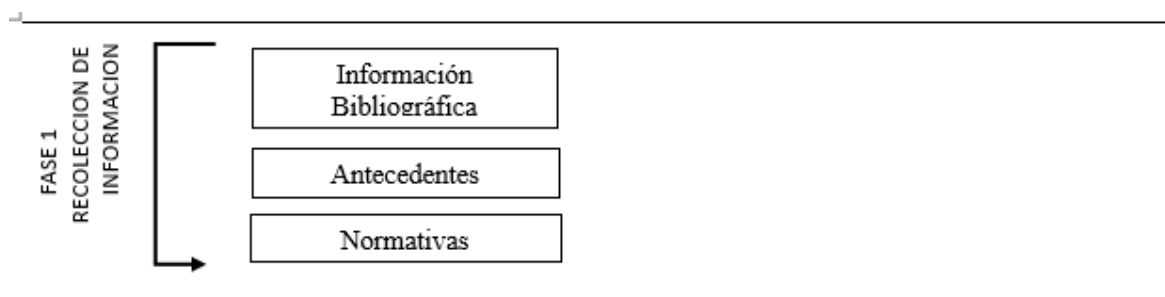 FASE 1
RECOLECCION DE
INFORMACION
Información
Bibliográfica
Antecedentes
Normativas